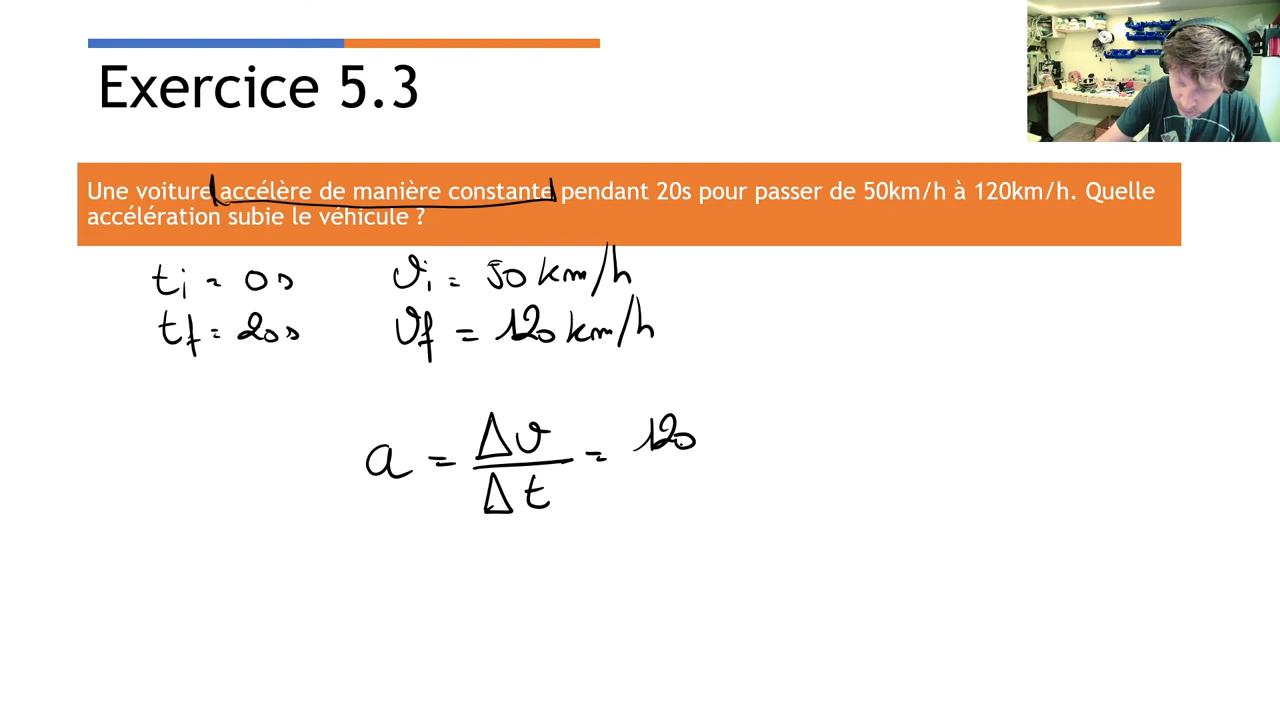 Exercice 5.3
Une voiture accélère de manière constante pendant 20s pour passer de 50km/h à 120km/h. Quelle
accélération subie le véhicule ?
ti = 0s vi = 50 km/h
tf = 20s vf = 120 km/h
a = Δv/Δt = 120